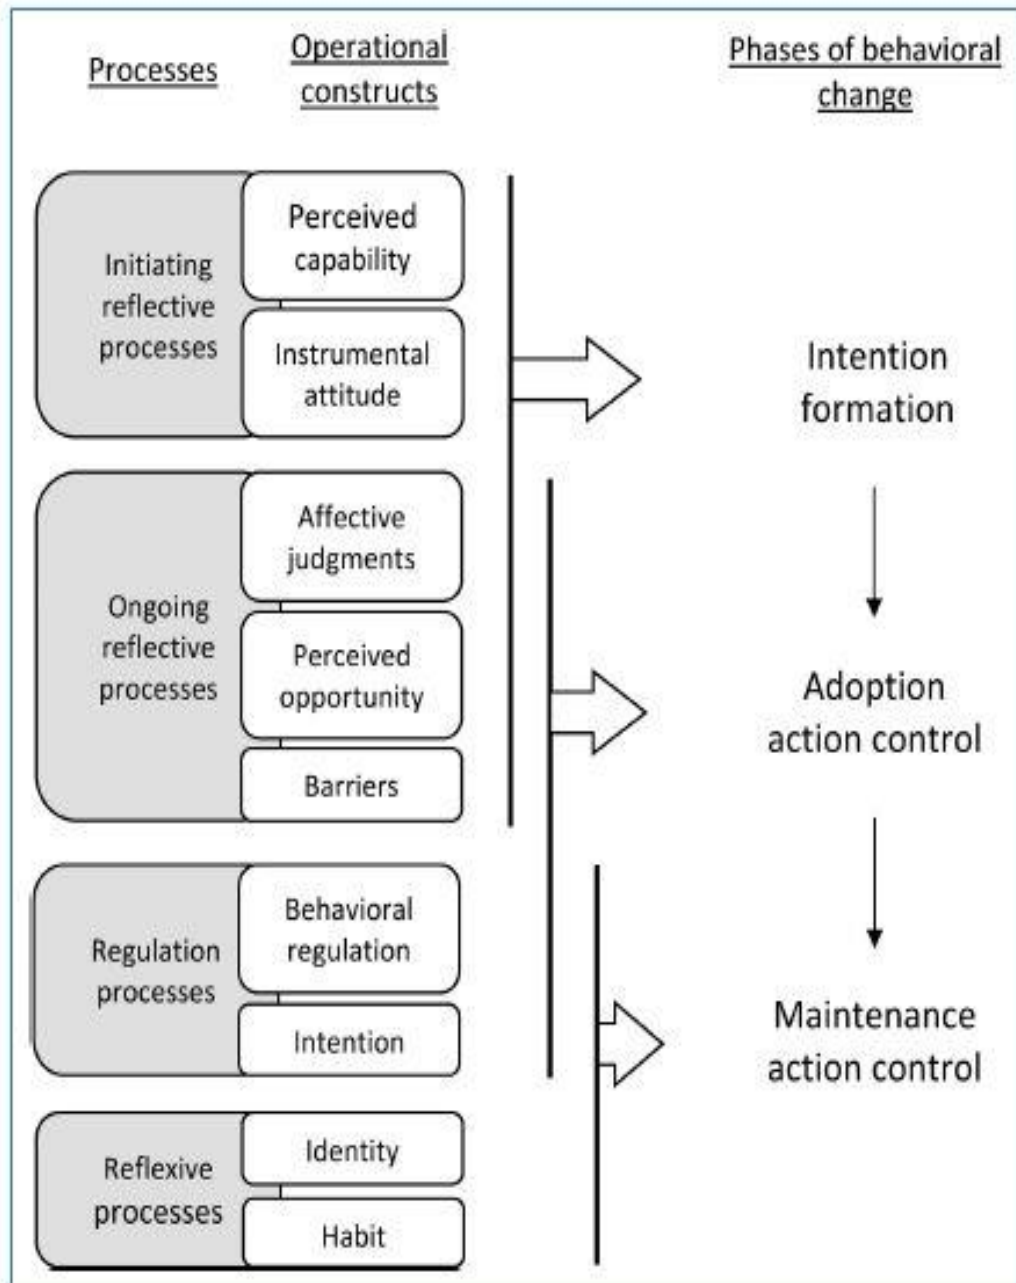 Processes
Operational
constructs
Phases of behavioral
change
Initiating
reflective
processes
Perceived
capability
Instrumental
attitude
Intention
formation
Ongoing
reflective
processes
Affective
judgments
Perceived
opportunity
Barriers
Adoption
action control
Regulation
processes
Behavioral
regulation
Intention
Maintenance
action control
Reflexive
processes
Identity
Habit